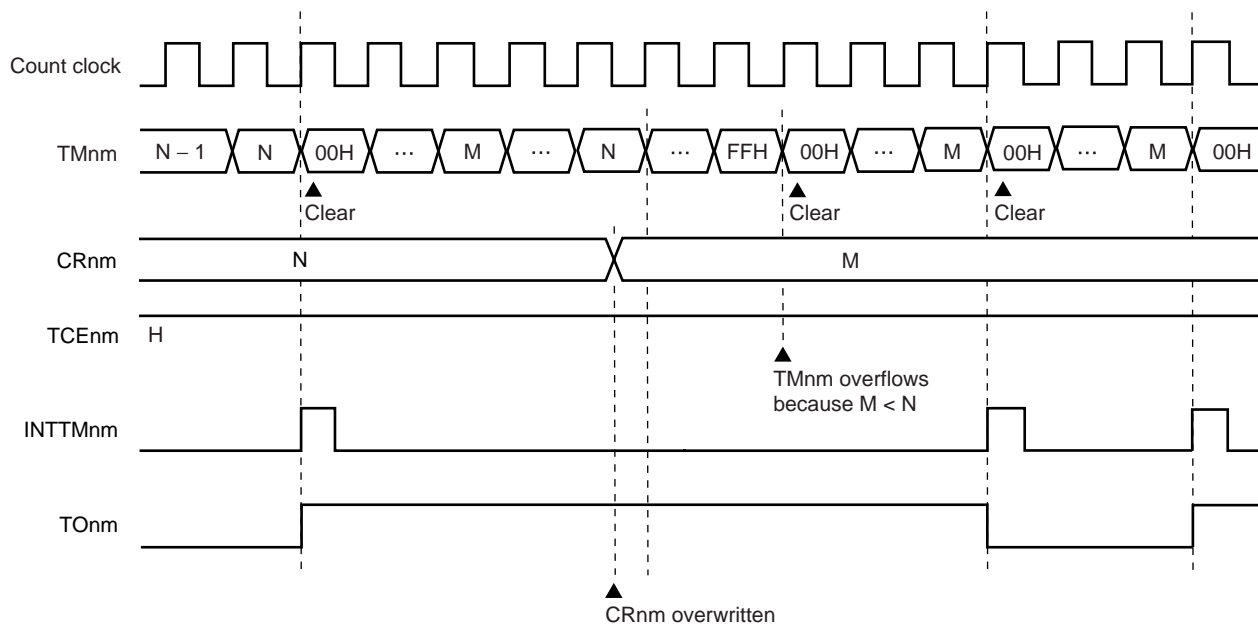 Count clock
TMnm N − 1 N 00H ... M ... N ... FFH 00H ... M 00H ... M 00H
Clear Clear Clear
CRnm N M
TCEnm H
TMnm overflows
because M < N
INTTMnm
TOnm
CRnm overwritten